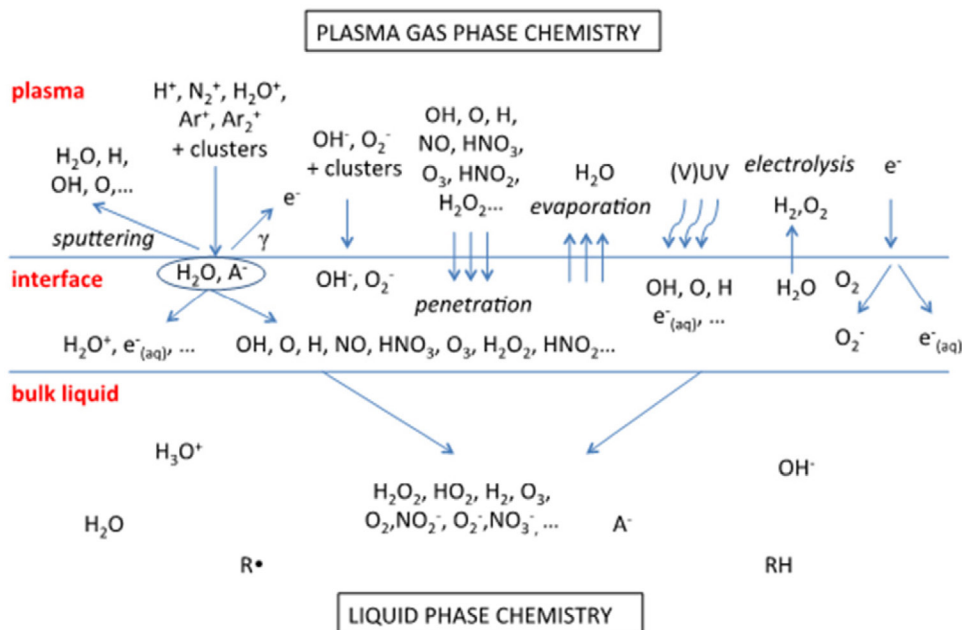 PLASMA GAS PHASE CHEMISTRY
plasma
H⁺, N₂⁺, H₂O⁺,
Ar⁺, Ar₂⁺
+ clusters
H₂O, H,
OH, O,...
sputtering
e⁻
γ
OH⁻, O₂⁻
+ clusters
OH, O, H,
NO, HNO₃,
O₃, HNO₂,
H₂O₂...
H₂O
evaporation
(V)UV
electrolysis
H₂,O₂
e⁻
interface
H₂O, A⁻
OH⁻, O₂⁻
penetration
OH, O, H
e⁻(aq), ...
H₂O
O₂
H₂O⁺, e⁻(aq), ...
OH, O, H, NO, HNO₃, O₃, H₂O₂, HNO₂...
O₂⁻
e⁻(aq)
bulk liquid
H₃O⁺
OH⁻
H₂O₂, HO₂, H₂, O₃,
O₂,NO₂⁻, O₂⁻,NO₃⁻, ...
H₂O
A⁻
R•
RH
LIQUID PHASE CHEMISTRY